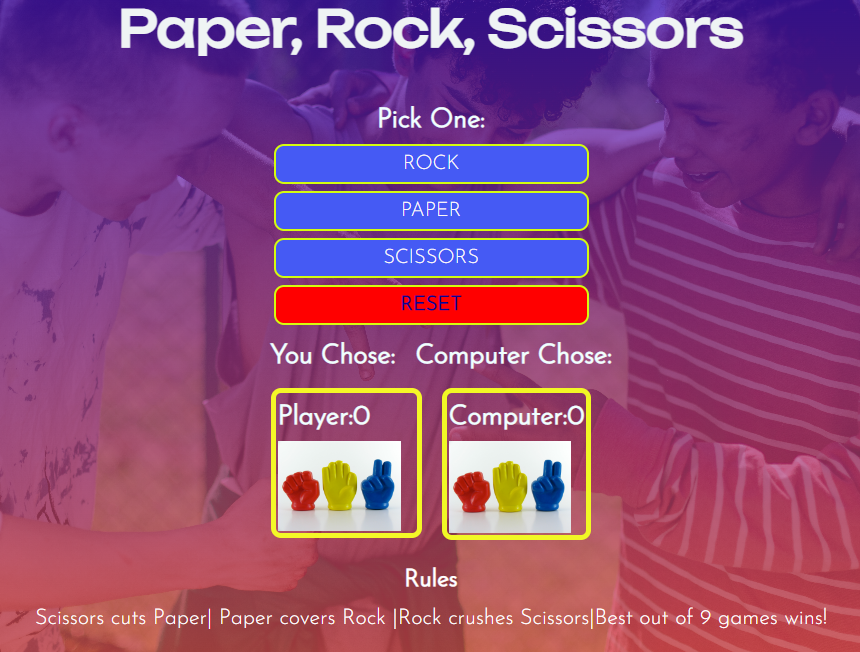 Paper, Rock, Scissors
Pick One:
ROCK
PAPER
SCISSORS
RESET
You Chose: Computer Chose:
Player:0 Computer:0
Rules
Scissors cuts Paper| Paper covers Rock |Rock crushes Scissors|Best out of 9 games wins!